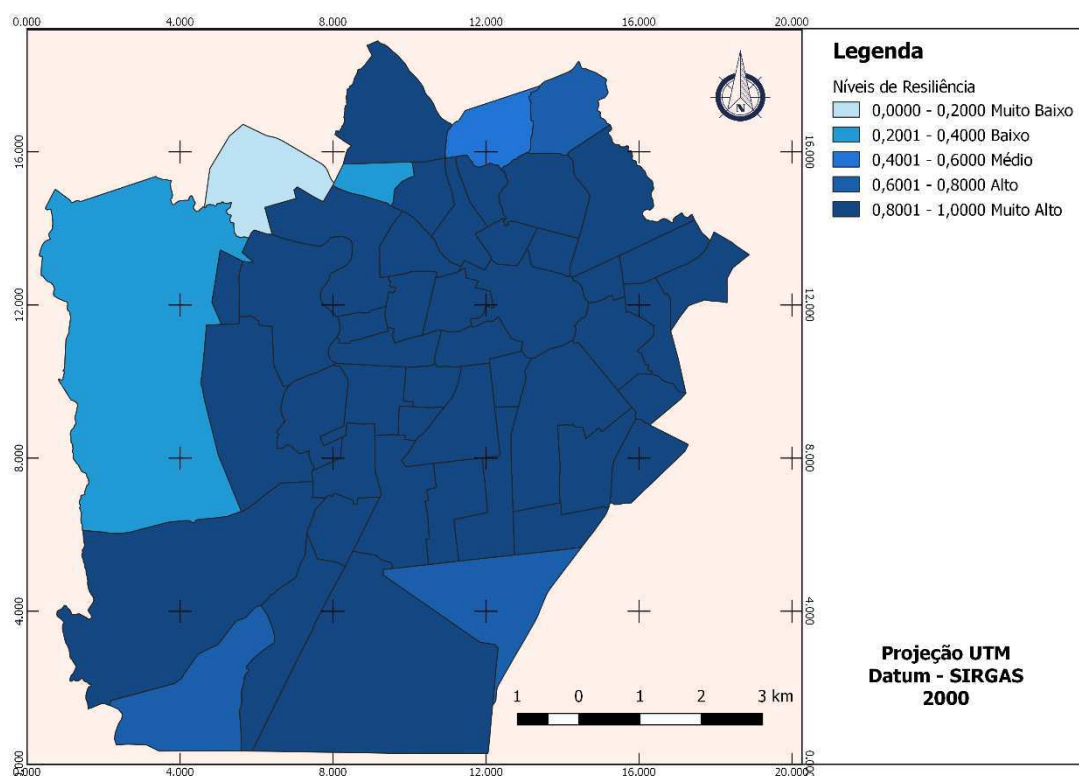 0.000 4.000 8.000 12.000 16.000 20.000
16.000 16.000
12.000 12.000
8.000 8.000
4.000 4.000
0.000 0.000
0.000 4.000 8.000 12.000 16.000 20.000
N
1 0 1 2 3 km
Legenda
Níveis de Resiliência
0,0000 - 0,2000 Muito Baixo
0,2001 - 0,4000 Baixo
0,4001 - 0,6000 Médio
0,6001 - 0,8000 Alto
0,8001 - 1,0000 Muito Alto
Projeção UTM
Datum - SIRGAS
2000